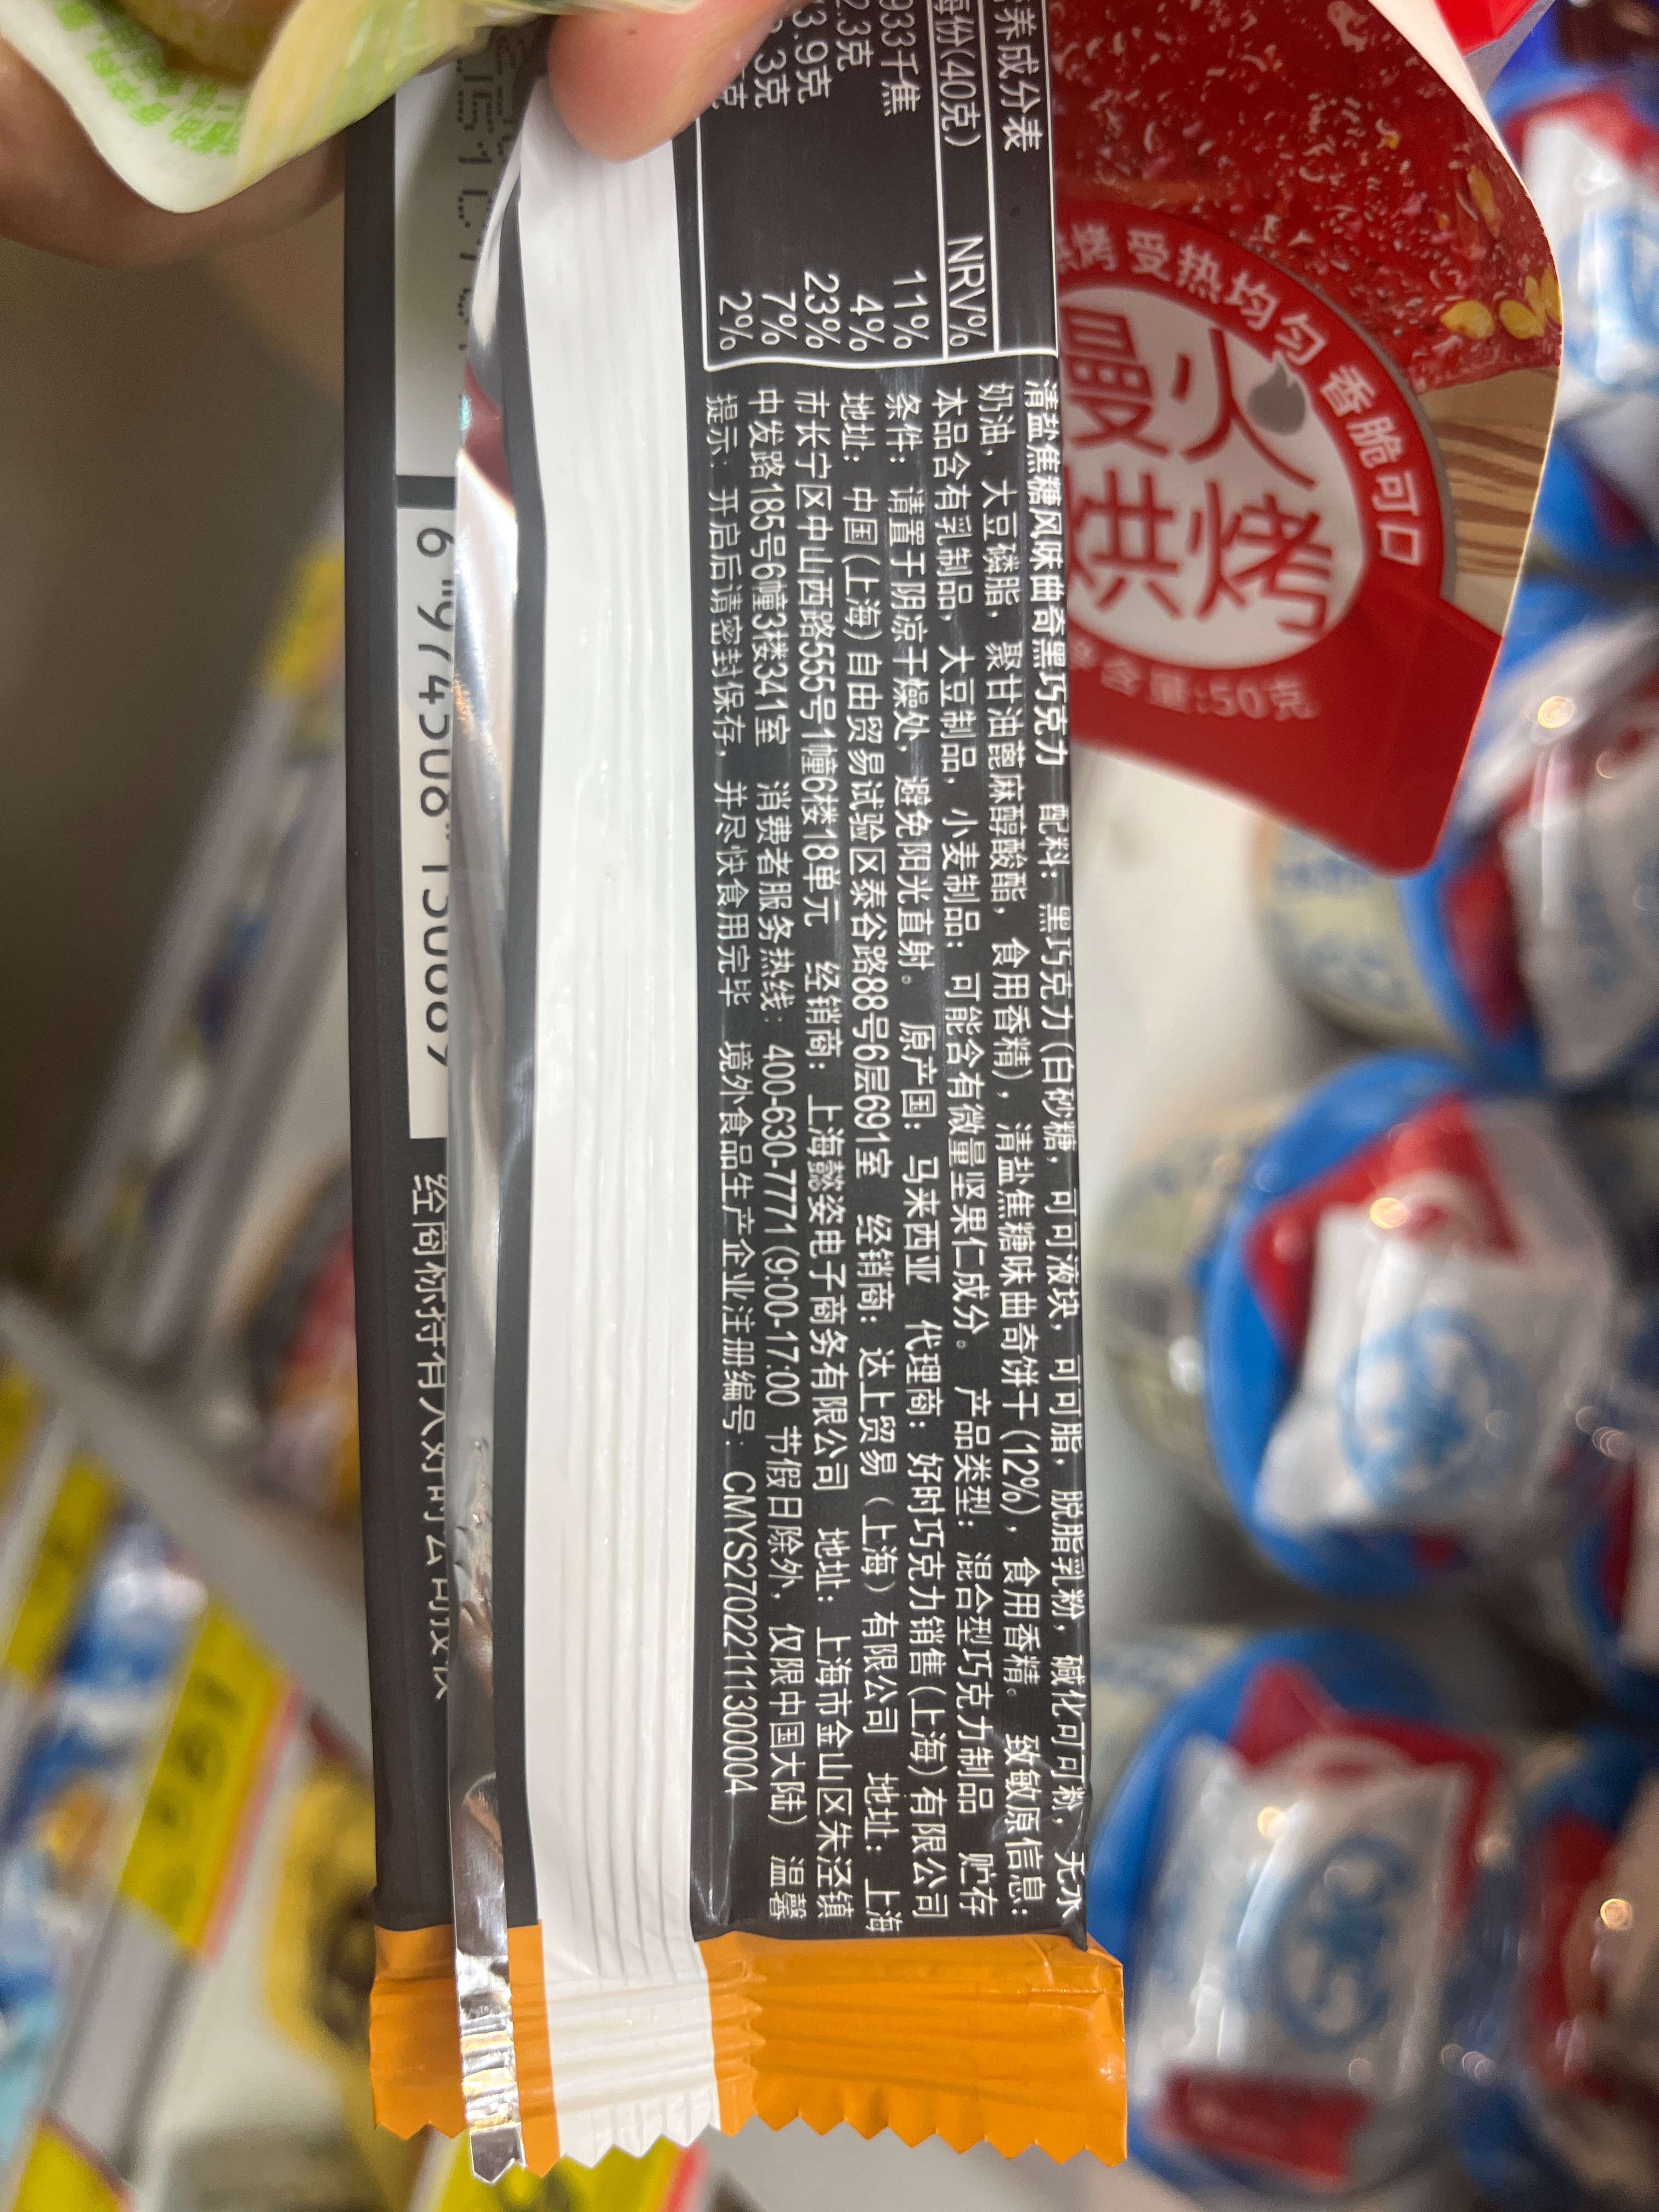 养成分表
份(40克) NRV%
933千焦 11%
2.3克 4%
3.9克 23%
3克 7%
克 2%
清盐焦糖风味曲奇黑巧克力 配料：黑巧克力(白砂糖，可可液块，可可脂，脱脂乳粉，碱化可可粉，无水
奶油，大豆磷脂，聚甘油蓖麻醇酸酯，食用香精)，清盐焦糖味曲奇饼干(12%)，食用香精。 致敏原信息：
本品含有乳制品，大豆制品，小麦制品；可能含有微量坚果仁成分。 产品类型：混合型巧克力制品 贮存
条件：请置于阴凉干燥处，避免阳光直射。 原产国：马来西亚 代理商：好时巧克力销售(上海)有限公司
地址：中国(上海)自由贸易试验区泰谷路88号6层691室 经销商：达上贸易（上海）有限公司 地址：上海
市长宁区中山西路555号1幢6楼18单元 经销商：上海懿姿电子商务有限公司 地址：上海市金山区朱泾镇
中发路185号6幢3楼341室 消费者服务热线：400-630-7771(9:00-17:00 节假日除外，仅限中国大陆) 温馨
提示：开启后请密封保存，并尽快食用完毕 境外食品生产企业注册编号：CMYS27022111300004
烤 受热均匀 香脆可口
慢火
烘烤
含量:50克
经商标持有人好时公司授权